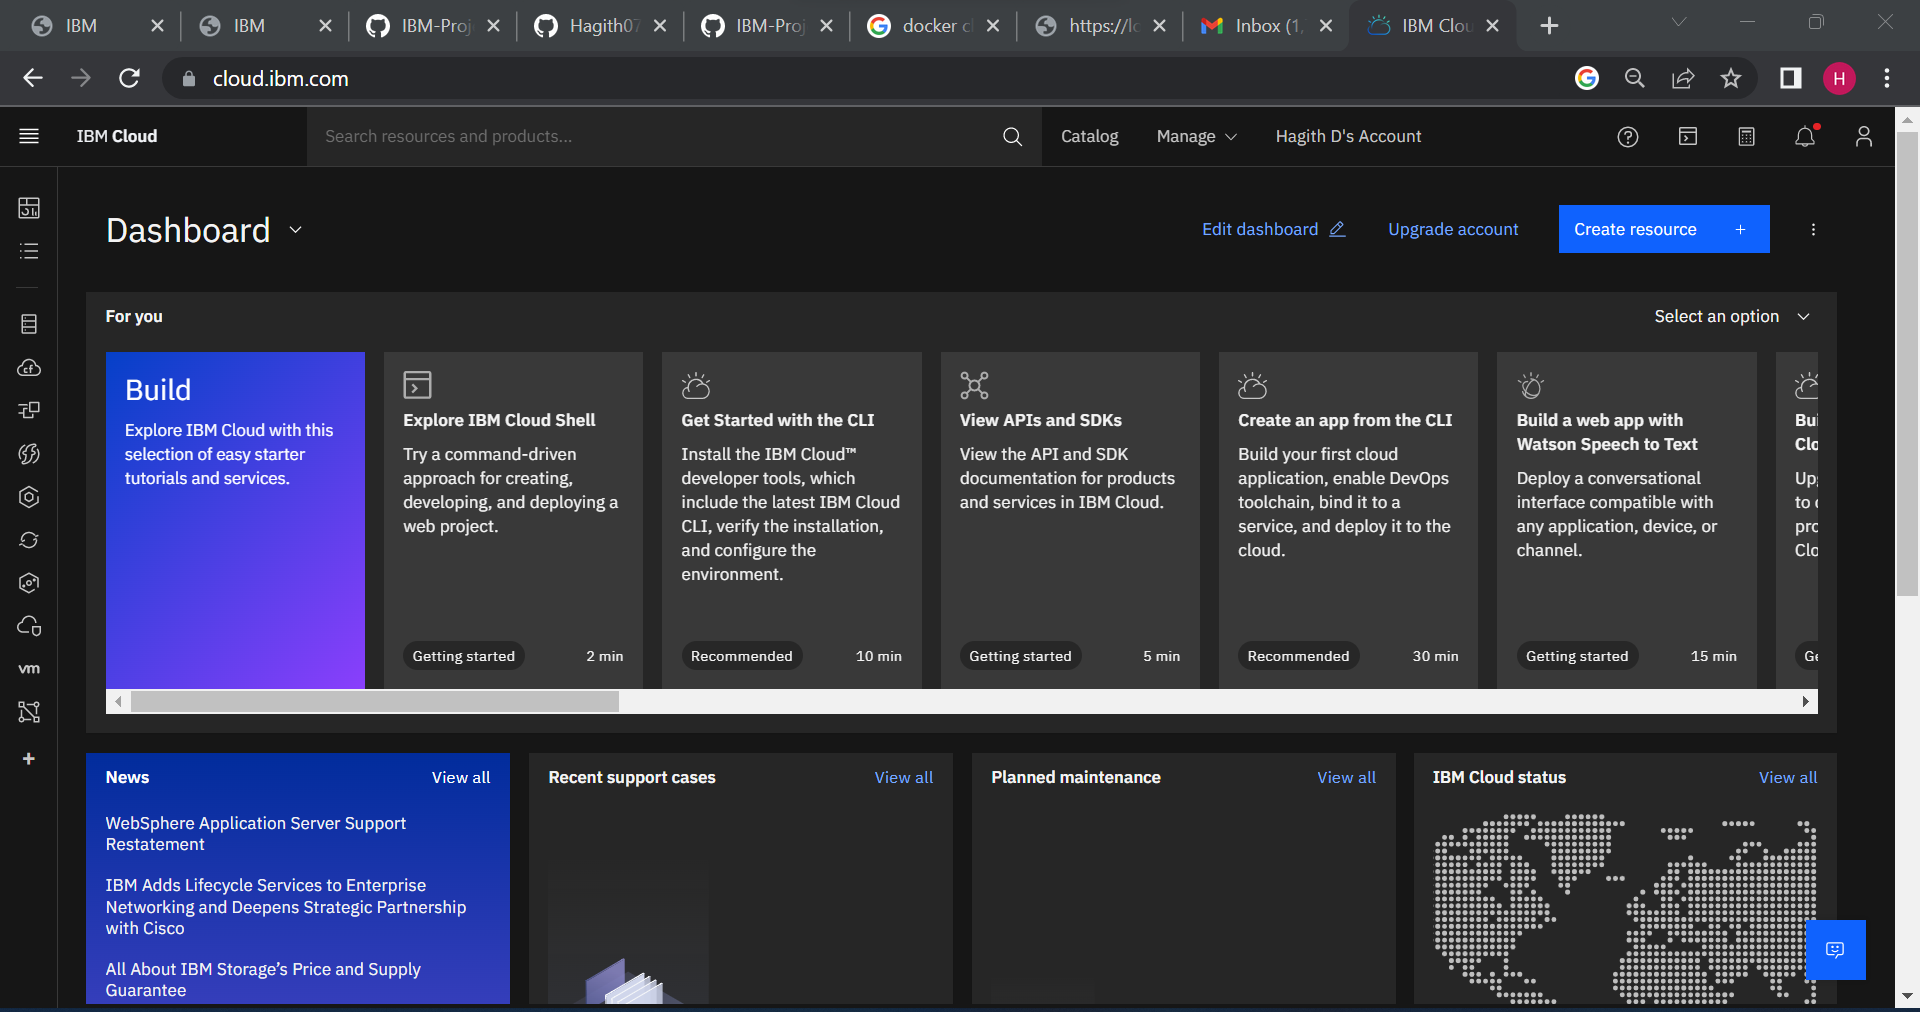 IBM
IBM
IBM-Proj
Hagith07
IBM-Proj
docker cl
https://lo
Inbox (1,
IBM Clou
cloud.ibm.com
H
IBM Cloud
Search resources and products...
Catalog
Manage
Hagith D's Account
Dashboard
Edit dashboard
Upgrade account
Create resource +
For you
Select an option
Build
Explore IBM Cloud with this
selection of easy starter
tutorials and services.
Explore IBM Cloud Shell
Try a command-driven
approach for creating,
developing, and deploying a
web project.
Getting started
2 min
Get Started with the CLI
Install the IBM Cloud™
developer tools, which
include the latest IBM Cloud
CLI, verify the installation,
and configure the
environment.
Recommended
10 min
View APIs and SDKs
View the API and SDK
documentation for products
and services in IBM Cloud.
Getting started
5 min
Create an app from the CLI
Build your first cloud
application, enable DevOps
toolchain, bind it to a
service, and deploy it to the
cloud.
Recommended
30 min
Build a web app with
Watson Speech to Text
Deploy a conversational
interface compatible with
any application, device, or
channel.
Getting started
15 min
Bui
Clo
Upg
to c
pro
Clo
Ge
cf
vm
News
View all
WebSphere Application Server Support
Restatement
IBM Adds Lifecycle Services to Enterprise
Networking and Deepens Strategic Partnership
with Cisco
All About IBM Storage’s Price and Supply
Guarantee
Recent support cases
View all
Planned maintenance
View all
IBM Cloud status
View all